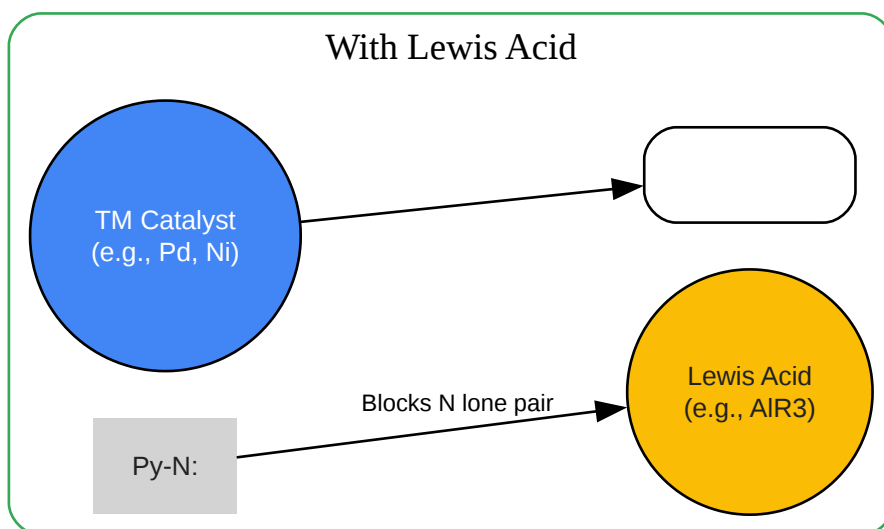 With Lewis Acid
TM Catalyst
(e.g., Pd, Ni)
Lewis Acid
(e.g., AlR3)
Blocks N lone pair
Py-N: